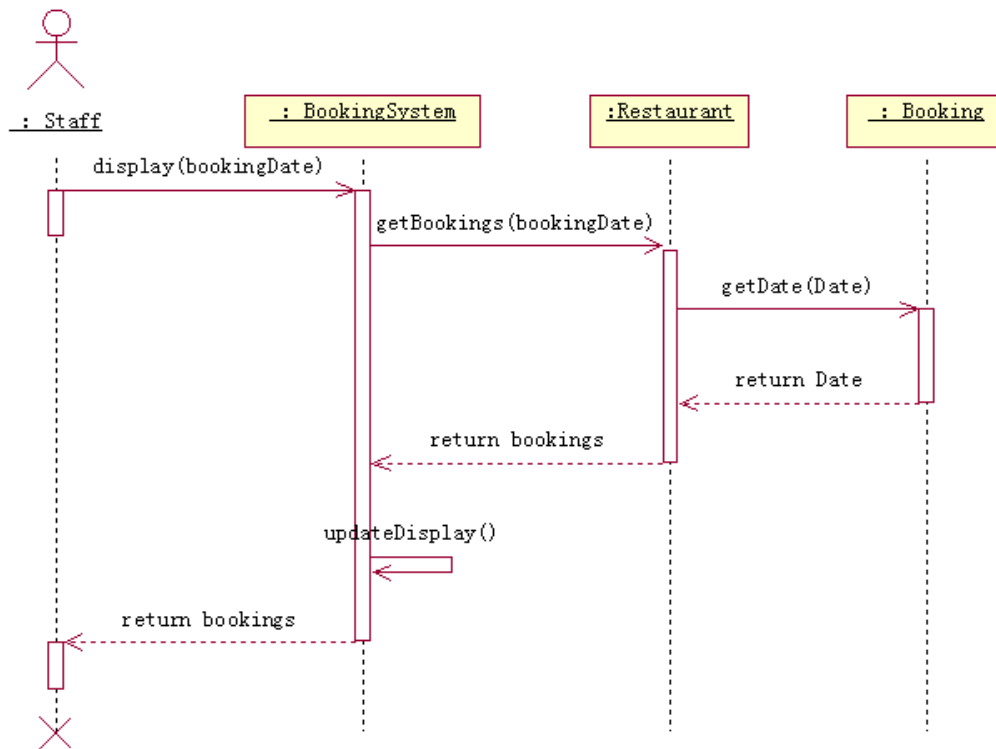 : Staff
: BookingSystem
:Restaurant
: Booking
display(bookingDate)
getBookings(bookingDate)
getDate(Date)
return Date
return bookings
updateDisplay()
return bookings